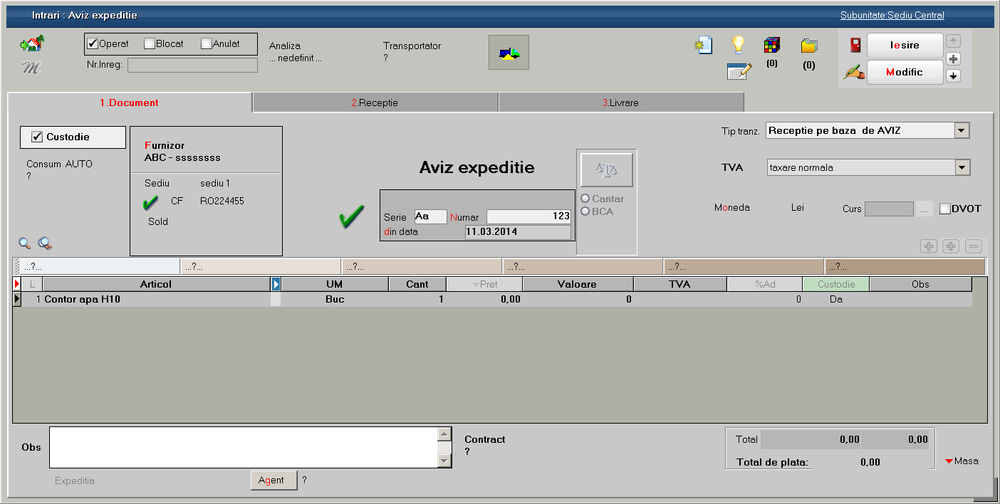 Intrari : Aviz expeditie
Subunitate:Sediu Central
Operat Blocat Anulat
Nr.Inreg:
Analiza
... nedefinit ...
Transportator
?
(0)
(0)
Iesire
Modific
1.Document
2.Receptie
3.Livrare
Custodie
Consum AUTO
?
Furnizor
ABC - ssssssss
Sediu sediu 1
CF RO224455
Sold
Aviz expeditie
Serie Aa Numar 123
din data 11.03.2014
Cantar
BCA
Tip tranz. Receptie pe baza de AVIZ
TVA taxare normala
Moneda Lei Curs ... DVOT
...?... ...?... ...?... ...?... ...?... ...?...
L Articol UM Cant Pret Valoare TVA %Ad Custodie Obs
1 Contor apa H10 Buc 1 0,00 0 0 Da
Obs
Contract
?
Expeditia
Agent ?
Total 0,00 0,00
Total de plata: 0,00
Masa